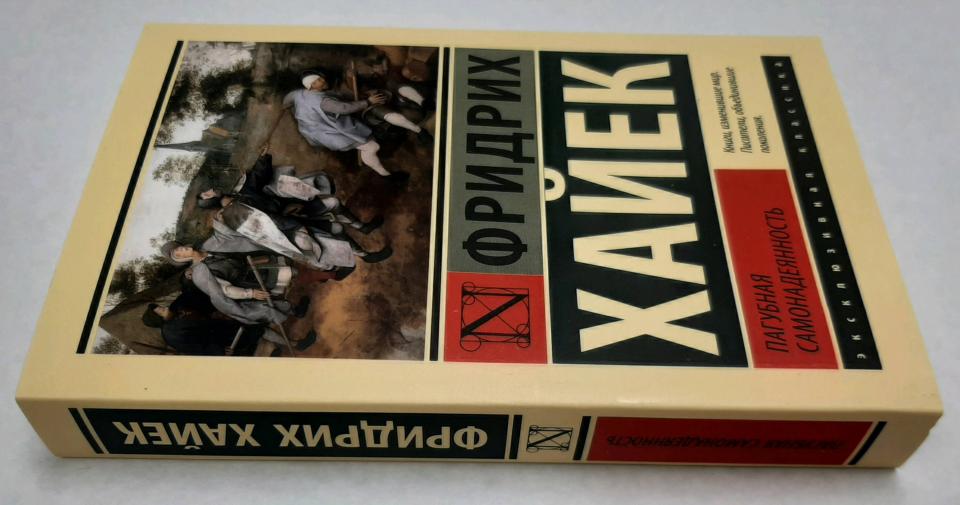 ФРИДРИХ
ХАЙЕК
Книги, изменившие мир.
Писатели, объединившие
поколения.
ПАГУБНАЯ
САМОНАДЕЯННОСТЬ
эксклюзивная классика
ФРИДРИХ ХАЙЕК
ПАГУБНАЯ САМОНАДЕЯННОСТЬ